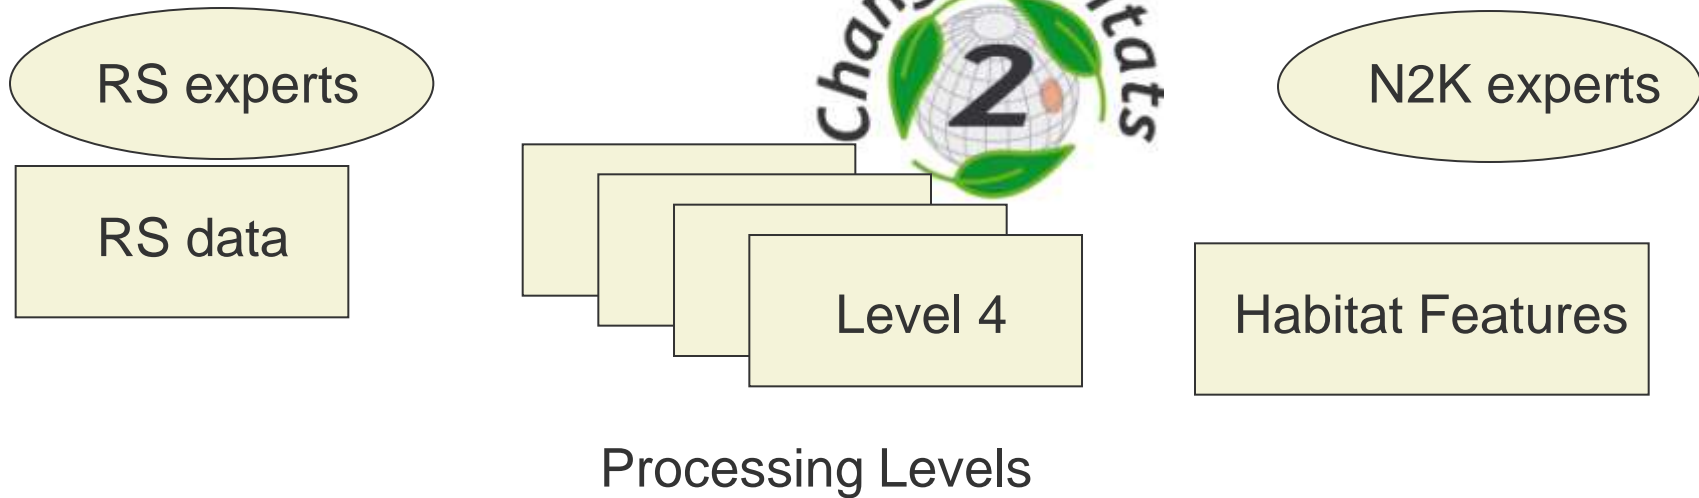 RS experts
2
N2K experts
RS data
Level 4
Habitat Features
Processing Levels